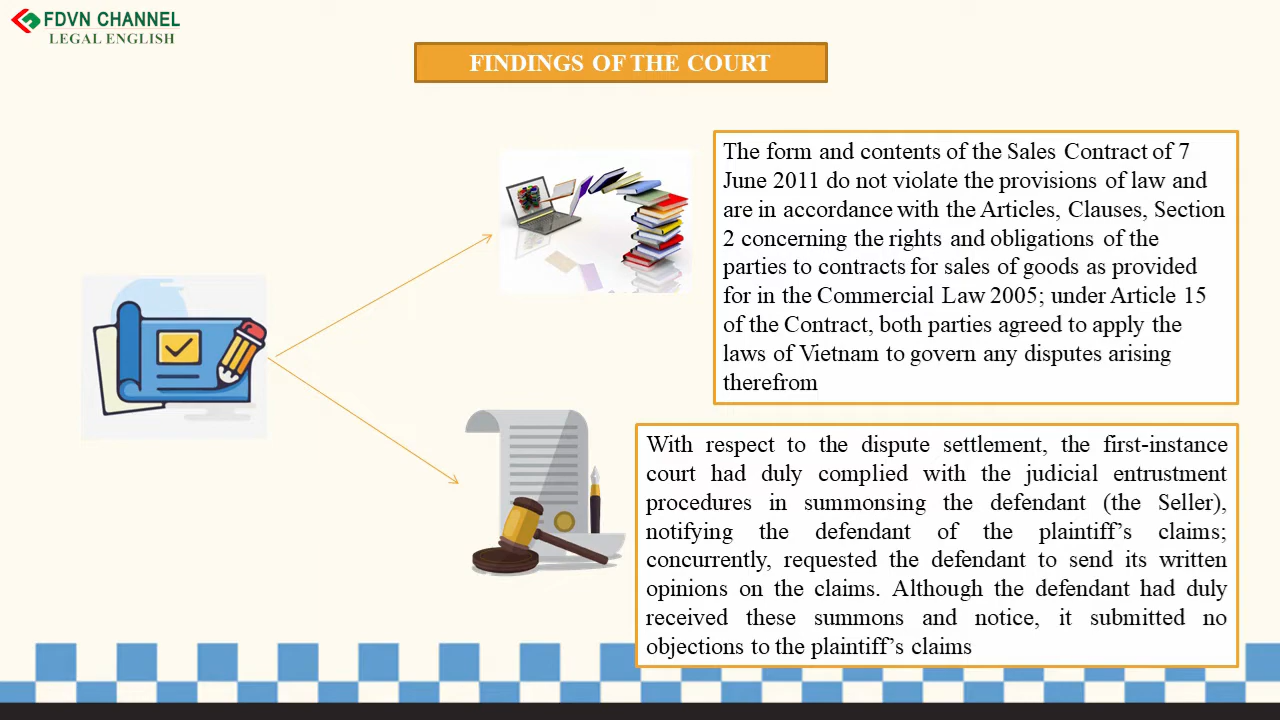 FDVN CHANNEL
LEGAL ENGLISH
FINDINGS OF THE COURT
The form and contents of the Sales Contract of 7
June 2011 do not violate the provisions of law and
are in accordance with the Articles, Clauses, Section
2 concerning the rights and obligations of the
parties to contracts for sales of goods as provided
for in the Commercial Law 2005; under Article 15
of the Contract, both parties agreed to apply the
laws of Vietnam to govern any disputes arising
therefrom
With respect to the dispute settlement, the first-instance
court had duly complied with the judicial entrustment
procedures in summonsing the defendant (the Seller),
notifying the defendant of the plaintiff’s claims;
concurrently, requested the defendant to send its written
opinions on the claims. Although the defendant had duly
received these summons and notice, it submitted no
objections to the plaintiff’s claims